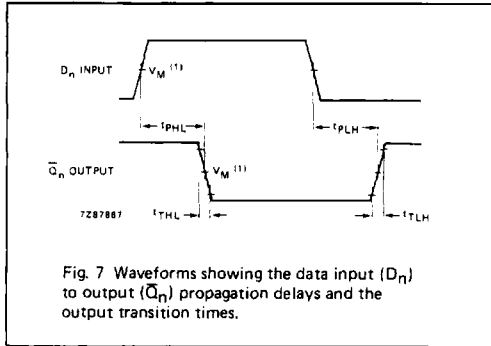 Dn INPUT
VM (1)
tPHL
tPLH
Q̅n OUTPUT
VM (1)
7Z87867
tTHL
tTLH
Fig. 7 Waveforms showing the data input (Dn)
to output (Q̅n) propagation delays and the
output transition times.